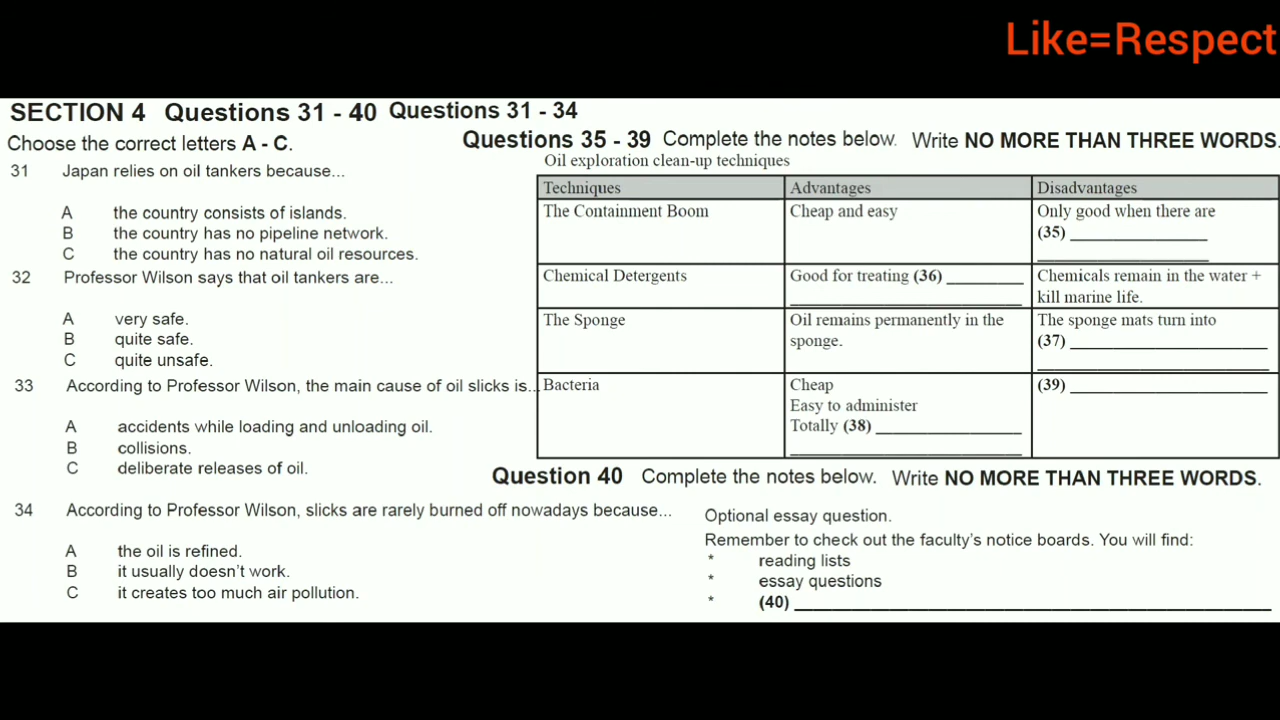 Like=Respect
SECTION 4 Questions 31 - 40 Questions 31 - 34
Choose the correct letters A - C.
31 Japan relies on oil tankers because...
A the country consists of islands.
B the country has no pipeline network.
C the country has no natural oil resources.
32 Professor Wilson says that oil tankers are...
A very safe.
B quite safe.
C quite unsafe.
33 According to Professor Wilson, the main cause of oil slicks is...
A accidents while loading and unloading oil.
B collisions.
C deliberate releases of oil.
34 According to Professor Wilson, slicks are rarely burned off nowadays because...
A the oil is refined.
B it usually doesn't work.
C it creates too much air pollution.
Questions 35 - 39 Complete the notes below. Write NO MORE THAN THREE WORDS.
Oil exploration clean-up techniques
Techniques Advantages Disadvantages
The Containment Boom Cheap and easy Only good when there are
(35) ________________
________________
Chemical Detergents Good for treating (36) ________ Chemicals remain in the water +
________________ kill marine life.
The Sponge Oil remains permanently in the The sponge mats turn into
sponge. (37) ________________
________________
Bacteria Cheap (39) ________________
Easy to administer
Totally (38) ________________
________________
Question 40 Complete the notes below. Write NO MORE THAN THREE WORDS.
Optional essay question.
Remember to check out the faculty's notice boards. You will find:
* reading lists
* essay questions
* (40) ________________